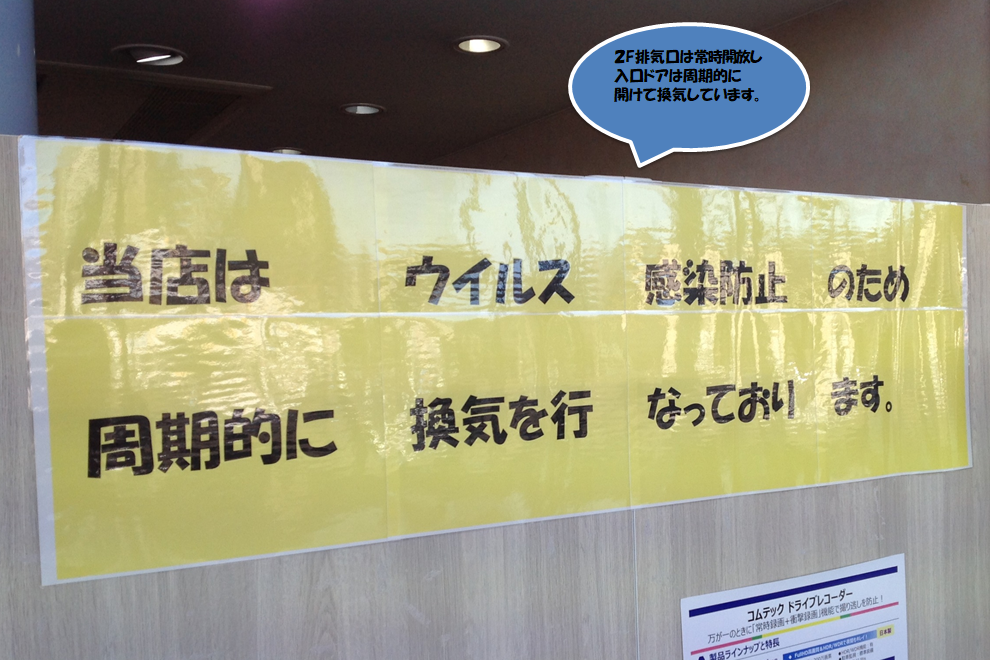 2F排気口は常時開放し
入口ドアは周期的に
開けて換気しています。
当店は ウイルス 感染防止 のため
周期的に 換気を行 なっており ます。
コムテック ドライブレコーダー
万が一のときに「常時録画+衝撃録画」機能で撮り逃しを防止!
日本製
製品ラインナップと特長